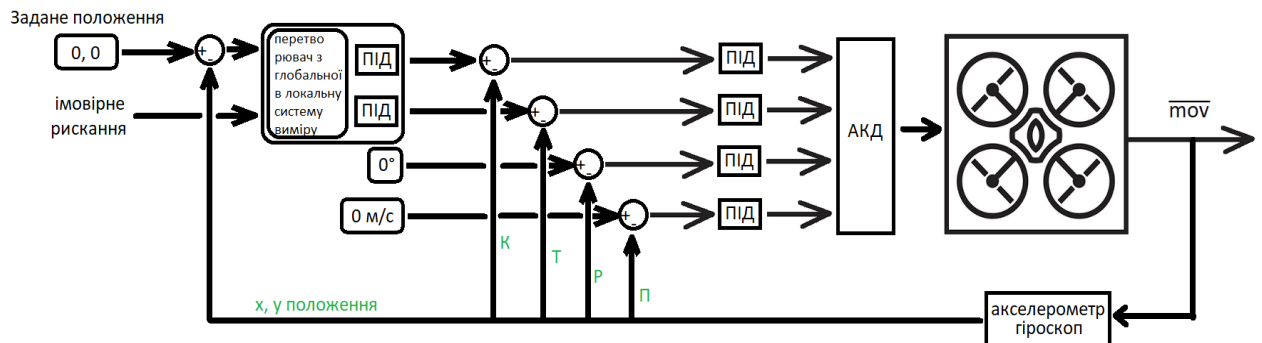 Задане положення
0, 0
імовірне
рискання
перетво
рювач з
глобальної
в локальну
систему
виміру
ПІД
ПІД
0°
0 м/с
ПІД
ПІД
ПІД
ПІД
АКД
mov
К
Т
Р
П
х, у положення
акселерометр
гіроскоп